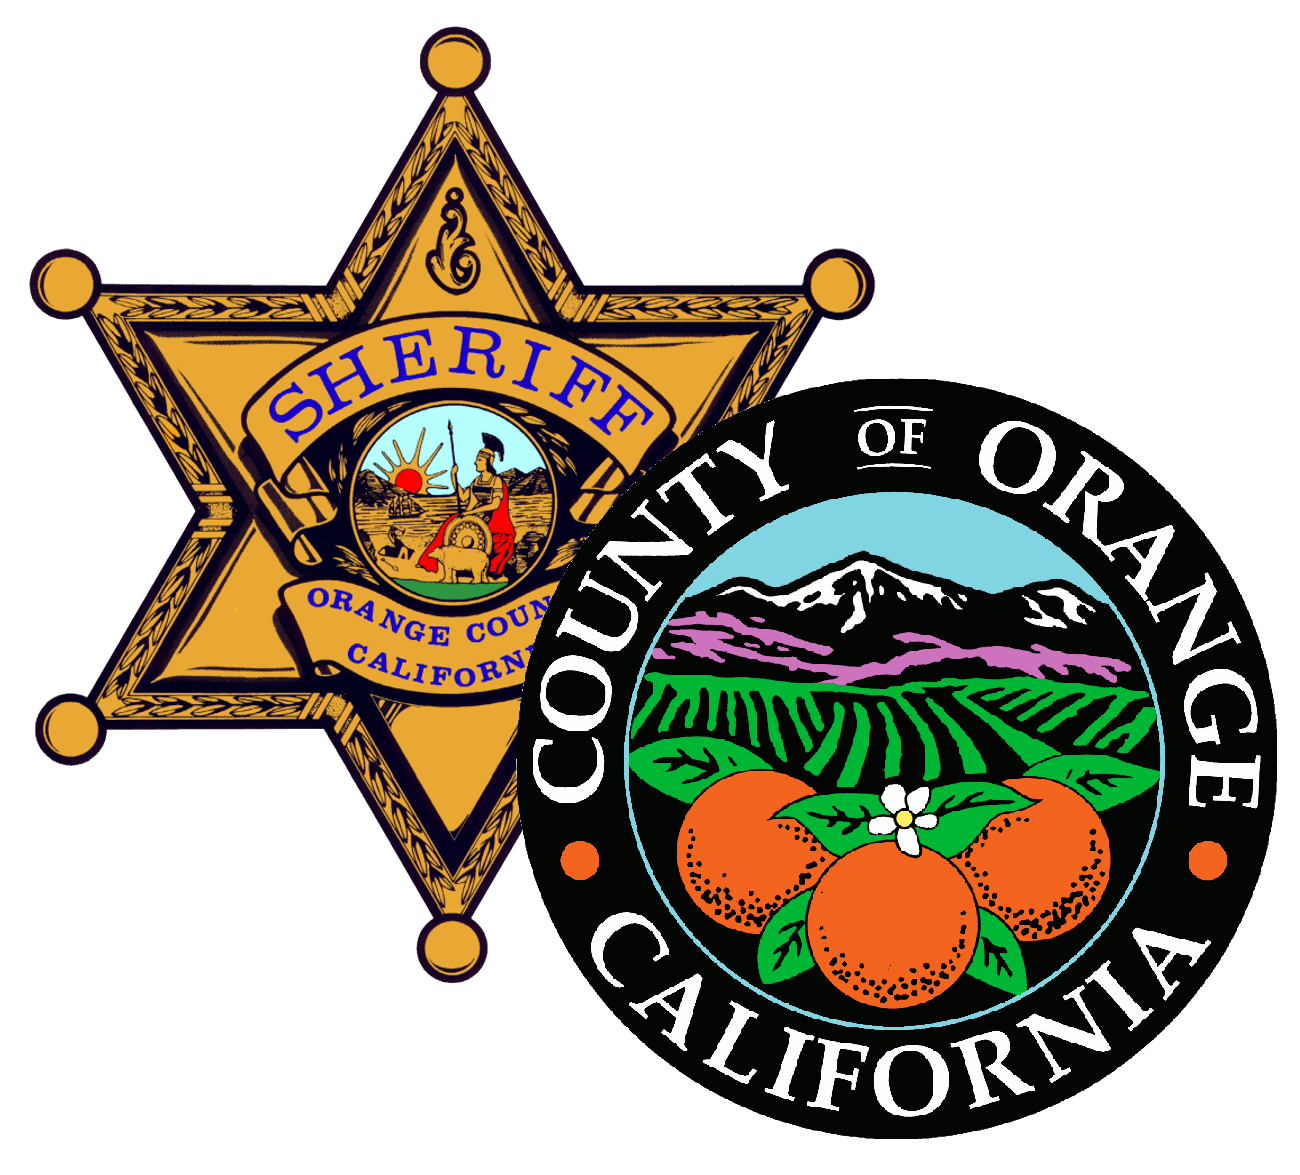 SHERIFF
ORANGE COUN
CALIFORN
COUNTY OF ORANGE
CALIFORNIA